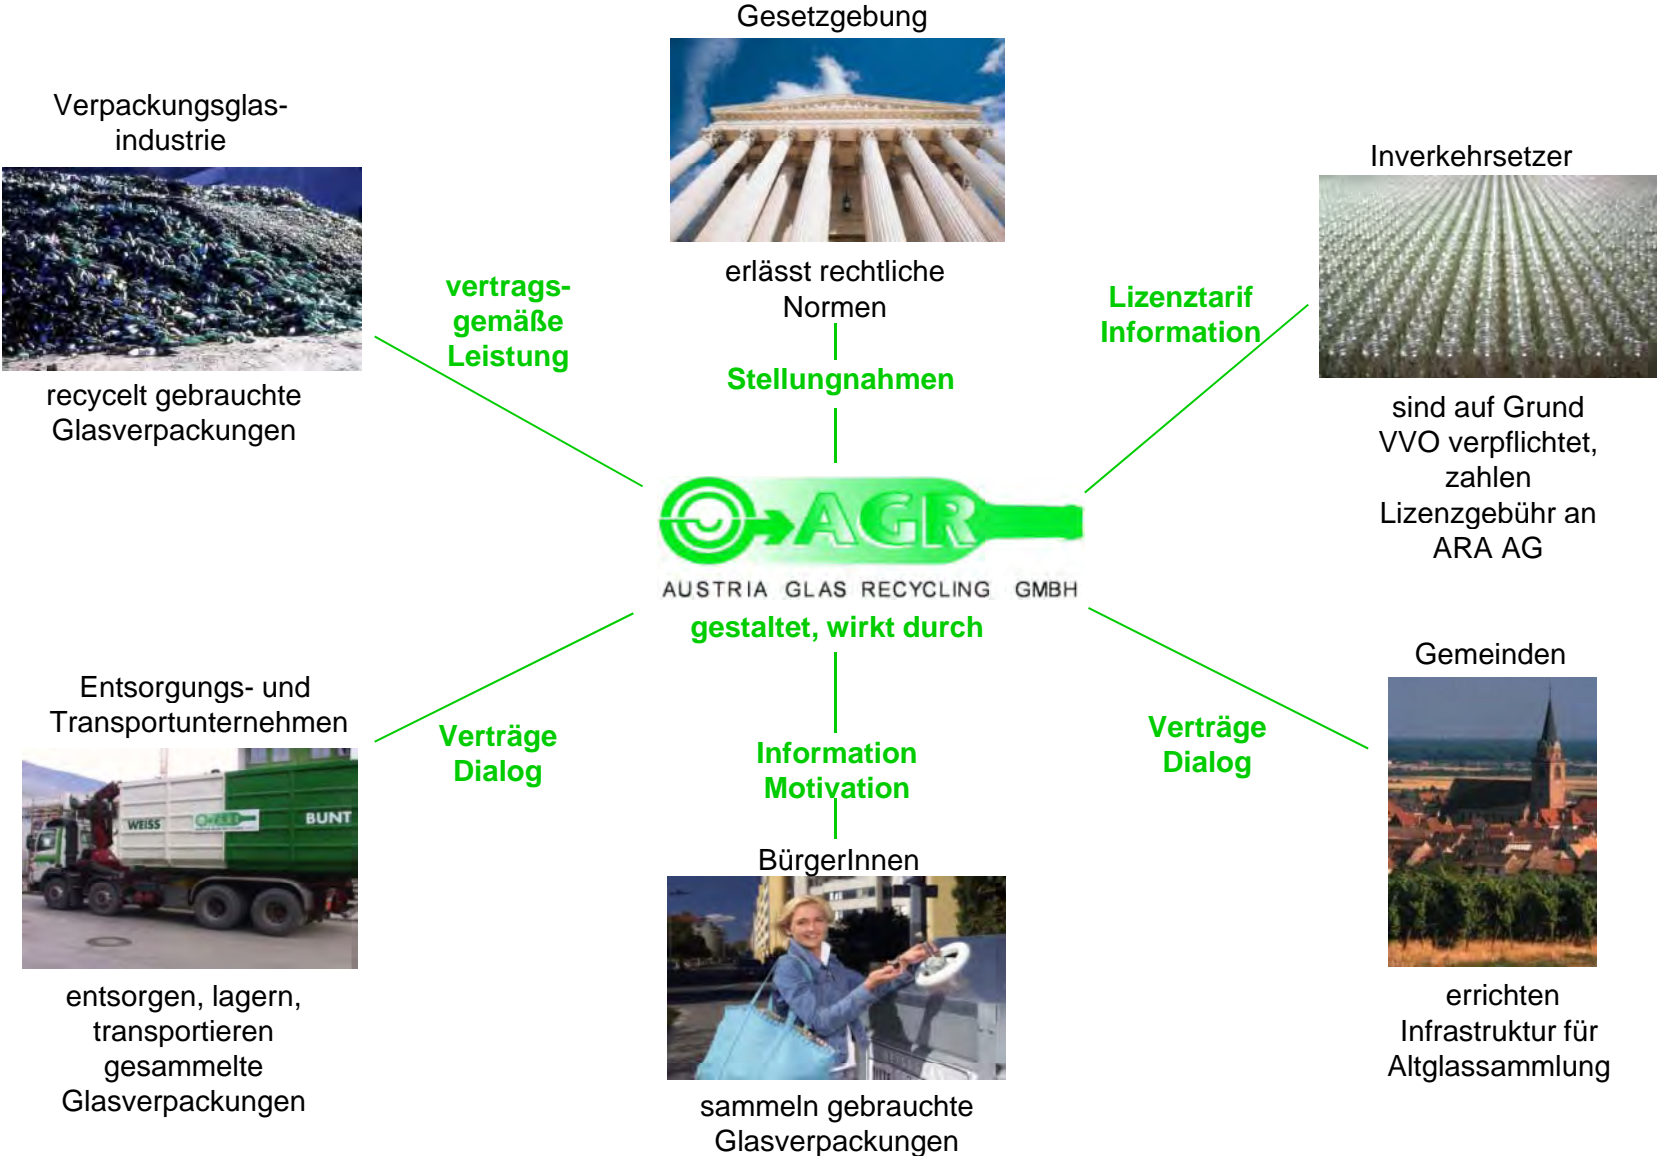 Gesetzgebung
erlässt rechtliche
Normen
Stellungnahmen
Verpackungsglas-
industrie
recycelt gebrauchte
Glasverpackungen
vertrags-
gemäße
Leistung
Inverkehrsetzer
sind auf Grund
VVO verpflichtet,
zahlen
Lizenzgebühr an
ARA AG
Lizenztarif
Information
AGR
AUSTRIA GLAS RECYCLING GMBH
gestaltet, wirkt durch
Entsorgungs- und
Transportunternehmen
WEISS
BUNT
entsorgen, lagern,
transportieren
gesammelte
Glasverpackungen
Verträge
Dialog
Information
Motivation
BürgerInnen
sammeln gebrauchte
Glasverpackungen
Verträge
Dialog
Gemeinden
errichten
Infrastruktur für
Altglassammlung